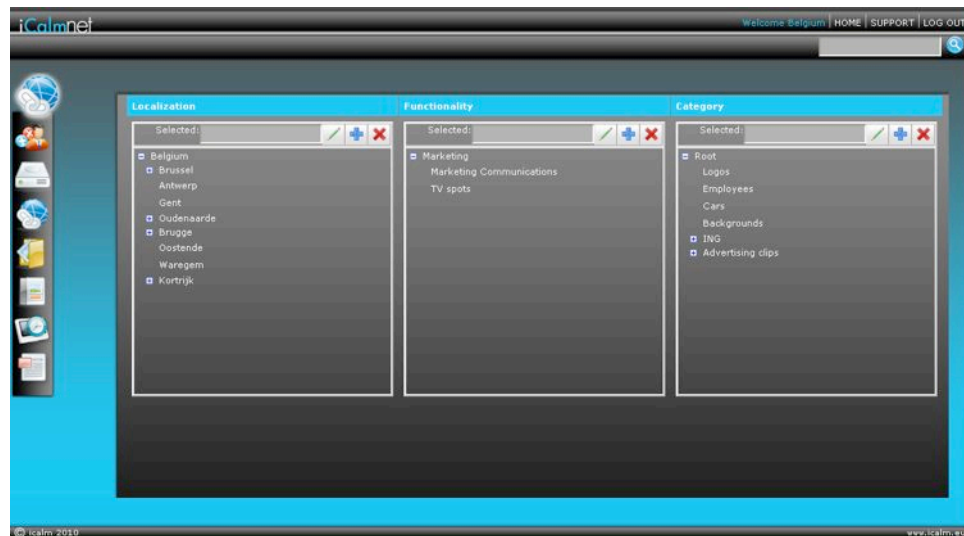 iCalmnet
Welcome Belgium | HOME | SUPPORT | LOG OUT
Localization
Functionality
Category
Selected:
Selected:
Selected:
Belgium
Brussel
Antwerp
Gent
Oudenaarde
Brugge
Oostende
Waregem
Kortrijk
Marketing
Marketing Communications
TV spots
Root
Logos
Employees
Cars
Backgrounds
ING
Advertising clips
© icalm 2010
www.icalm.eu